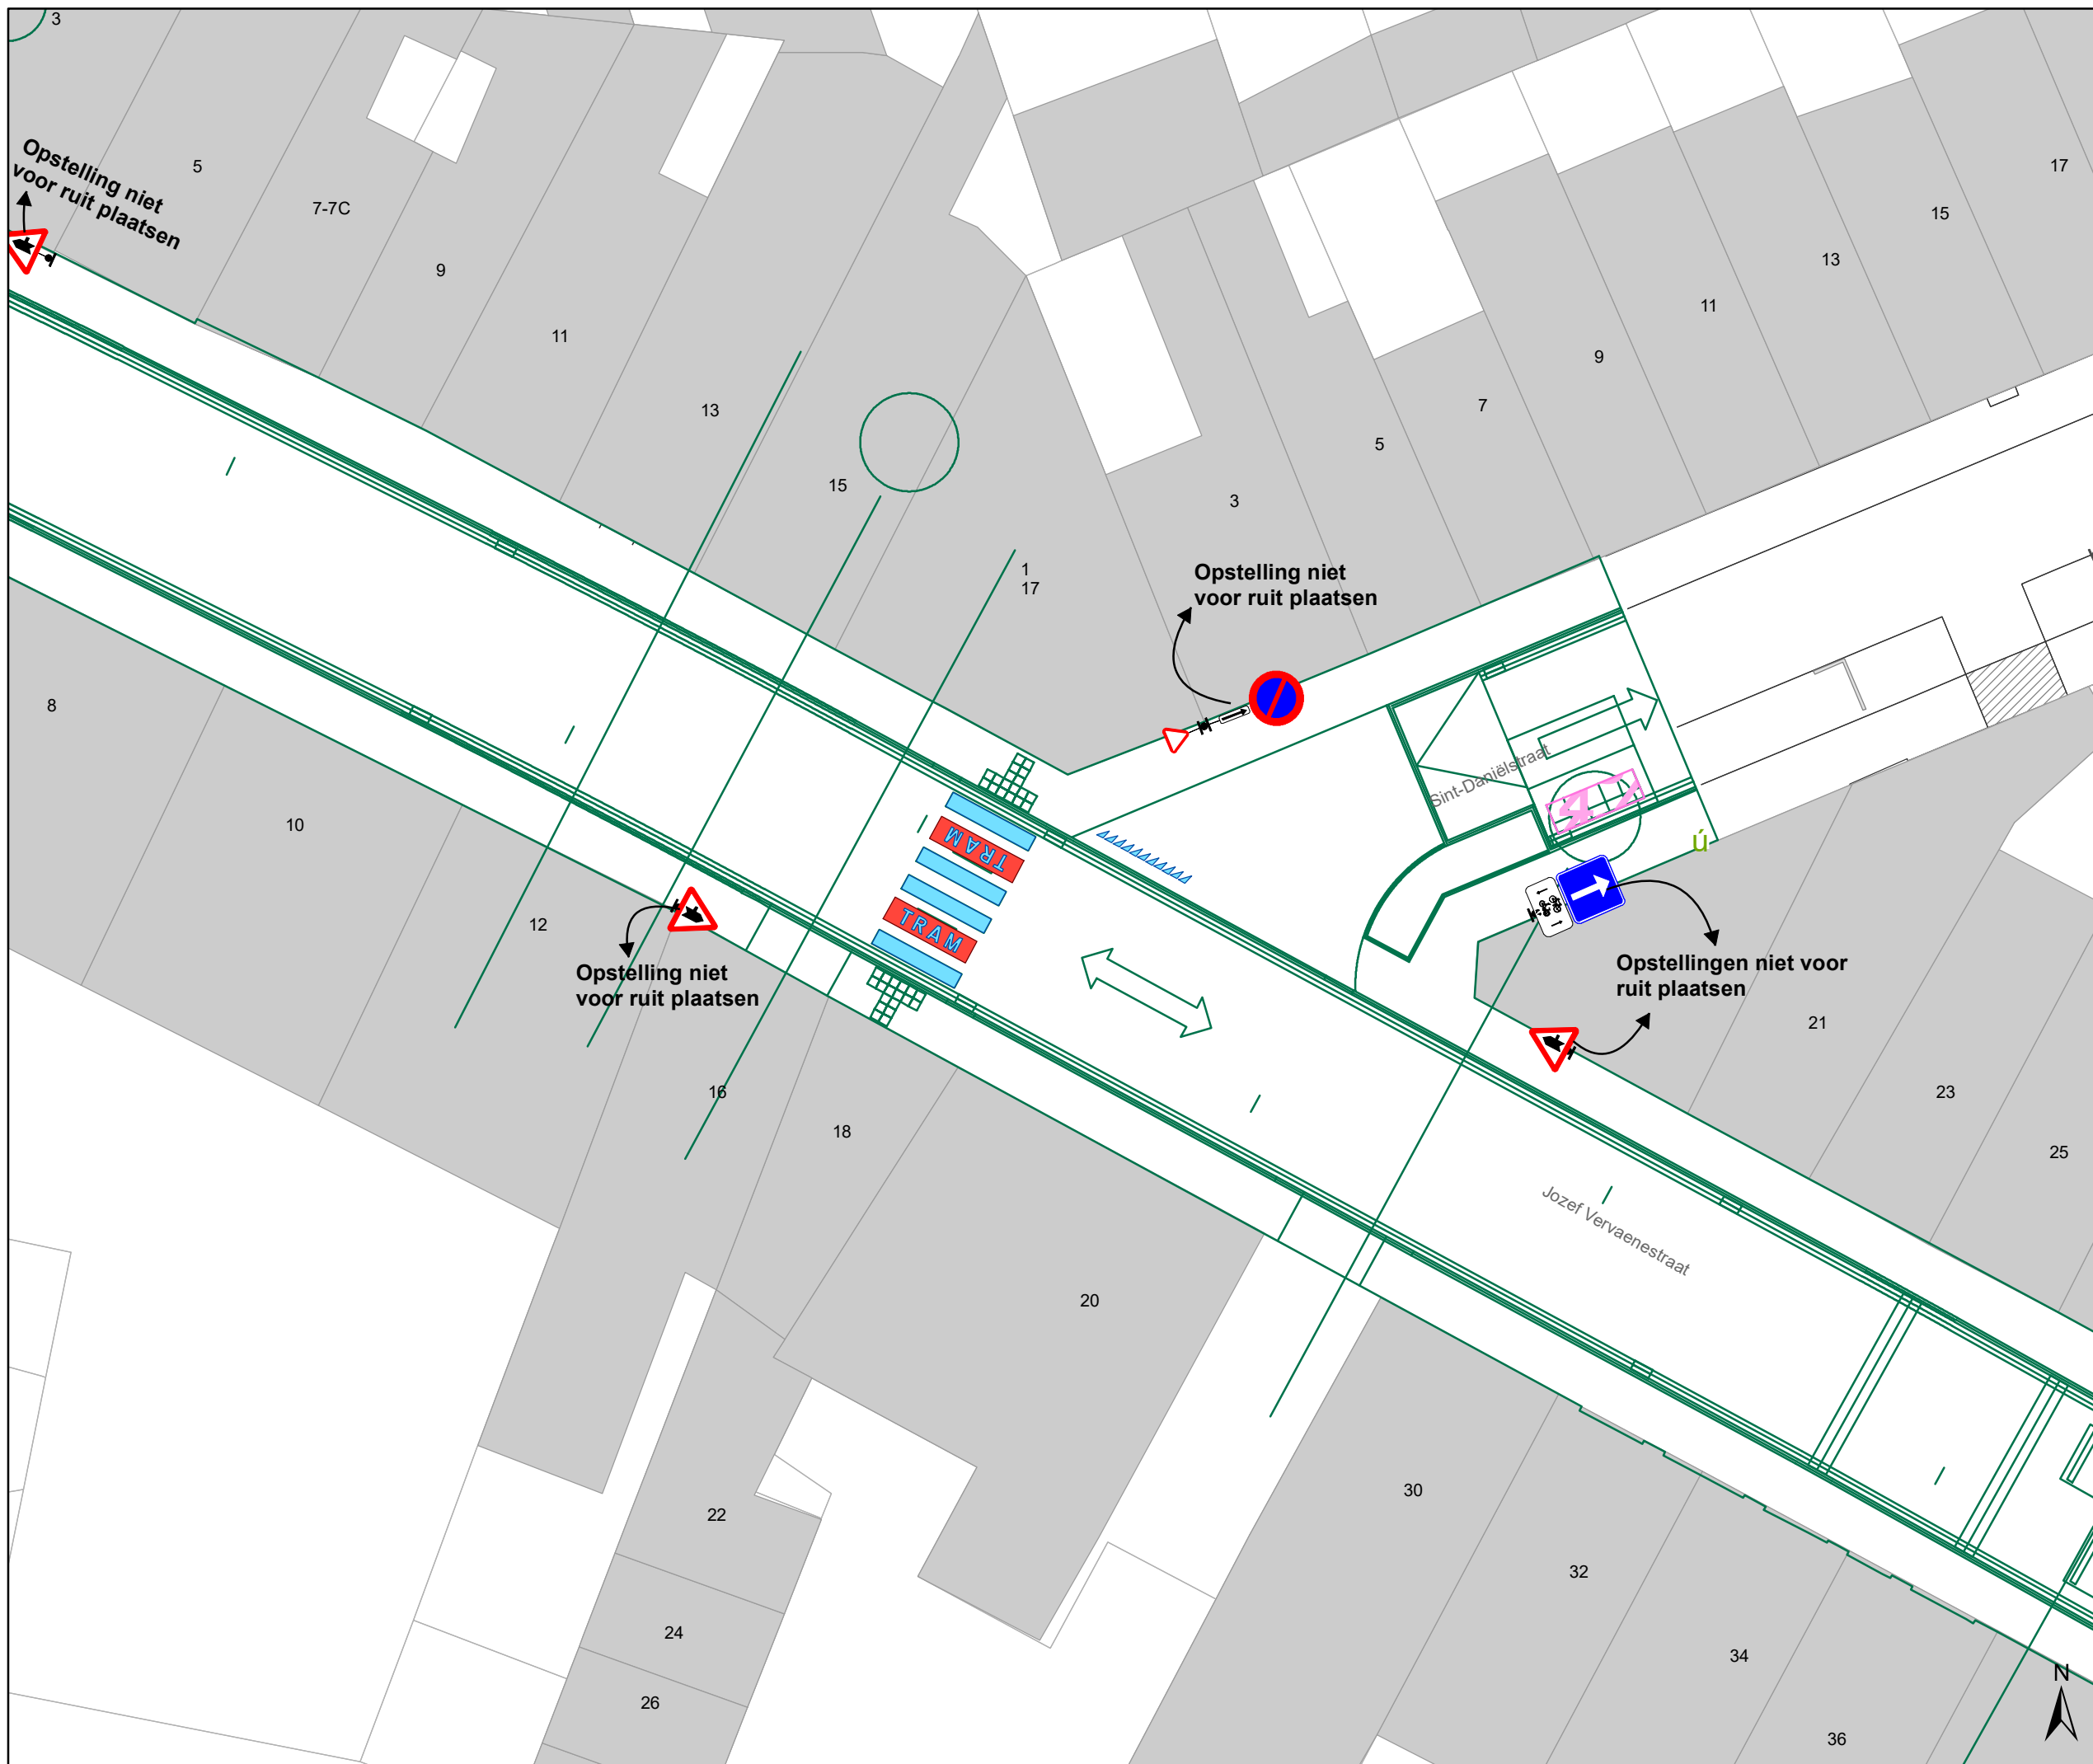 3
Opstelling niet
voor ruit plaatsen
5
7-7C
9
11
13
15
1
17
3
5
7
9
11
13
15
17
Opstelling niet
voor ruit plaatsen
Sint-Daniëlstraat
ú
8
10
12
TRAM
TRAM
Opstelling niet
voor ruit plaatsen
Opstellingen niet voor
ruit plaatsen
16
18
20
21
23
25
Jozef Vervaenestraat
22
24
26
30
32
34
36
N